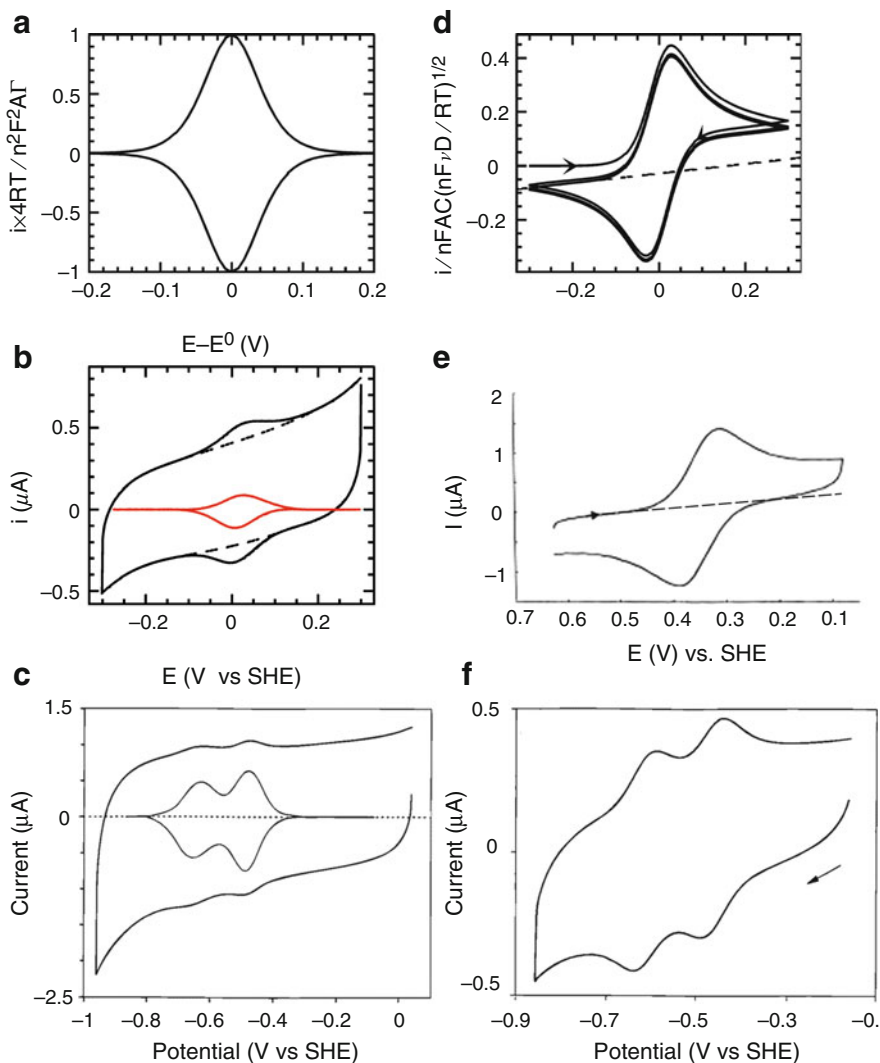 a
i×4RT/n²F²AΓ
1
0.5
0
−0.5
−1
−0.2 −0.1 0 0.1 0.2
E−E⁰ (V)
b
i (μA)
0.5
0
−0.5
−0.2 0 0.2
E (V vs SHE)
c
Current (μA)
1.5
0
−2.5
−1 −0.8 −0.6 −0.4 −0.2 0
Potential (V vs SHE)
d
i/nFAC(nFνD/RT)^1/2
0.4
0.2
0
−0.2
−0.2 0 0.2
e
I (μA)
2
1
0
−1
0.7 0.6 0.5 0.4 0.3 0.2 0.1
E (V) vs. SHE
f
Current (μA)
0.5
0
−0.5
−0.9 −0.7 −0.5 −0.3 −0.
Potential (V vs SHE)